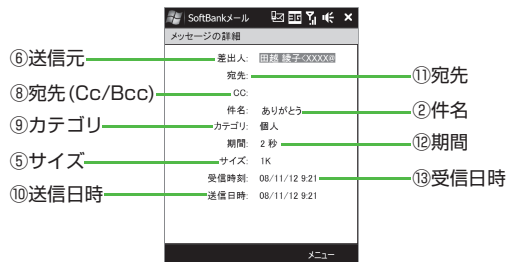 SoftBankメール
メッセージの詳細
⑥送信元
差出人: 田越 綾子<XXXX@
宛先:
⑪宛先
⑧宛先(Cc/Bcc)
CC:
件名: ありがとう
②件名
⑨カテゴリ
カテゴリ: 個人
期間: 2 秒
⑫期間
⑤サイズ
サイズ: 1K
受信時刻: 08/11/12 9:21
⑬受信日時
⑩送信日時
送信日時: 08/11/12 9:21
メニュー